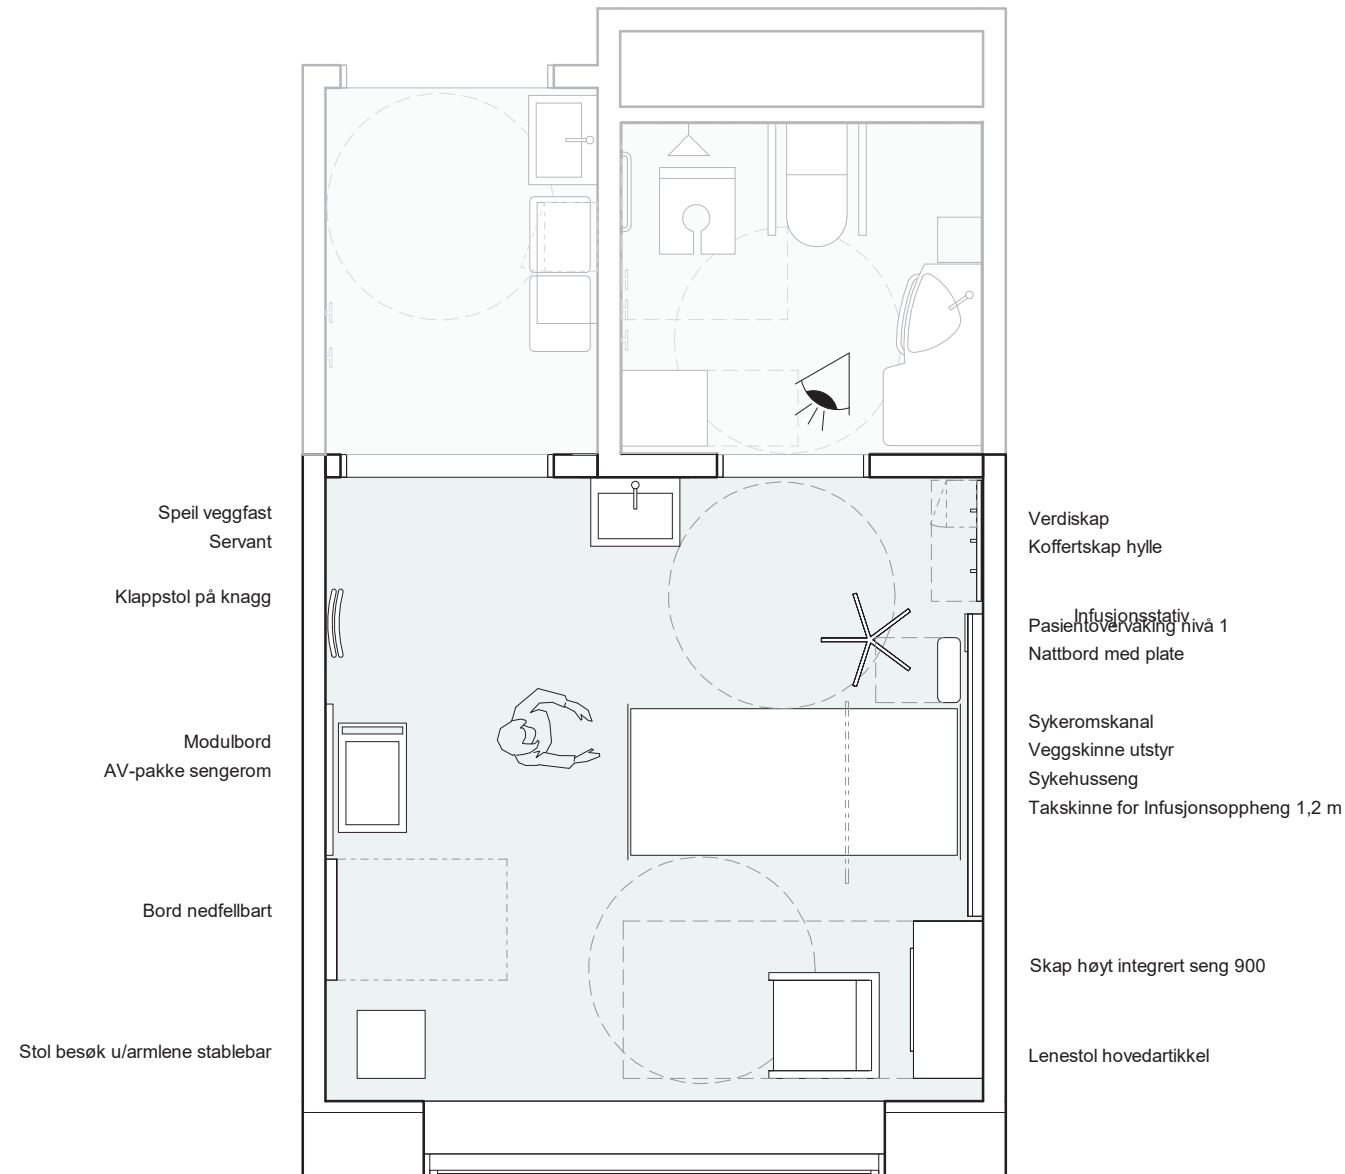 Speil veggfast
Servant
Klappstol på knagg
Modulbord
AV-pakke sengerom
Bord nedfellbart
Stol besøk u/armlene stablebar
Verdiskap
Koffertskap hylle
Infusjonsstativ
Pasientovervåking nivå 1
Nattbord med plate
Sykeromskanal
Veggskinne utstyr
Sykehusseng
Takskinne for Infusjonsoppheng 1,2 m
Skap høyt integrert seng 900
Lenestol hovedartikkel